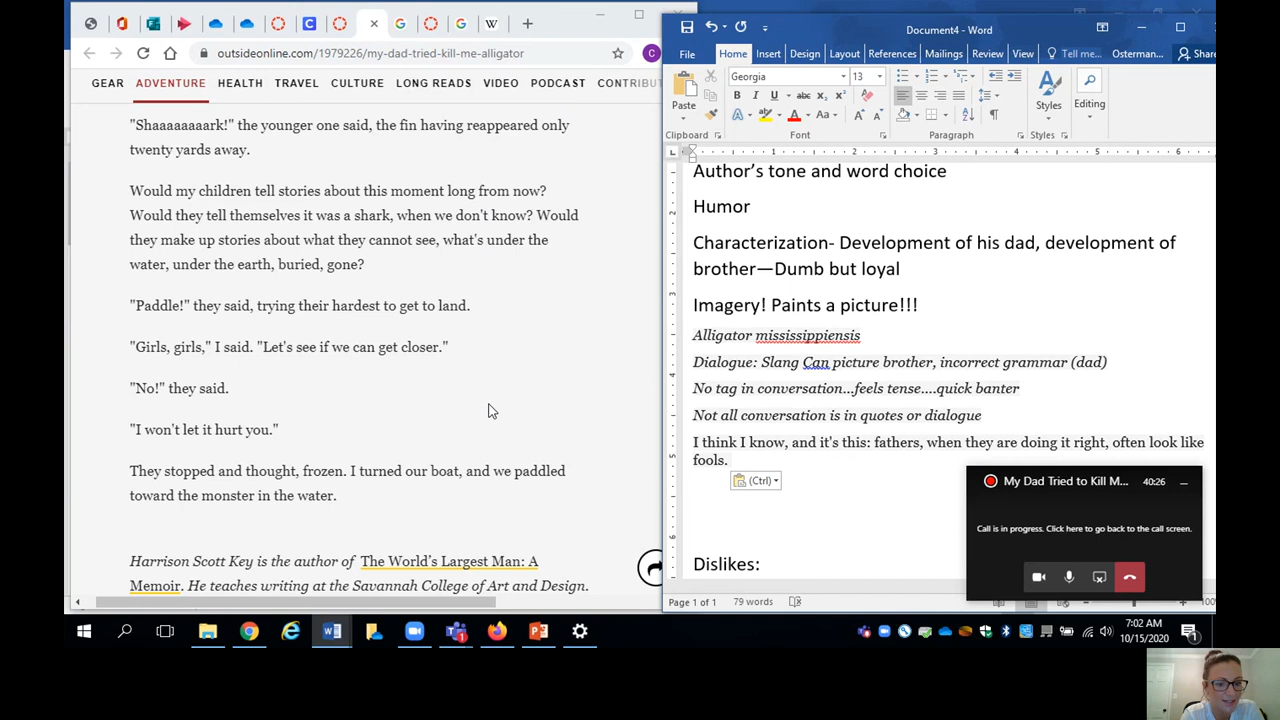 outsideonline.com/1979226/my-dad-tried-kill-me-alligator
GEAR ADVENTURE HEALTH TRAVEL CULTURE LONG READS VIDEO PODCAST
"Shaaaaaaark!" the younger one said, the fin having reappeared only
twenty yards away.
Would my children tell stories about this moment long from now?
Would they tell themselves it was a shark, when we don't know? Would
they make up stories about what they cannot see, what's under the
water, under the earth, buried, gone?
"Paddle!" they said, trying their hardest to get to land.
"Girls, girls," I said. "Let's see if we can get closer."
"No!" they said.
"I won't let it hurt you."
They stopped and thought, frozen. I turned our boat, and we paddled
toward the monster in the water.
Harrison Scott Key is the author of The World's Largest Man: A
Memoir. He teaches writing at the Savannah College of Art and Design.
Document4 - Word
File Home Insert Design Layout References Mailings Review View Tell me... Osterman... Share
Georgia 13
Paste
Styles
Editing
Clipboard Font Paragraph Styles
Author's tone and word choice
Humor
Characterization- Development of his dad, development of
brother—Dumb but loyal
Imagery! Paints a picture!!!
Alligator mississippiensis
Dialogue: Slang Can picture brother, incorrect grammar (dad)
No tag in conversation...feels tense....quick banter
Not all conversation is in quotes or dialogue
I think I know, and it's this: fathers, when they are doing it right, often look like
fools.
(Ctrl)
Dislikes:
Page 1 of 1 79 words
My Dad Tried to Kill M... 40:26
Call is in progress. Click here to go back to the call screen.
7:02 AM
10/15/2020